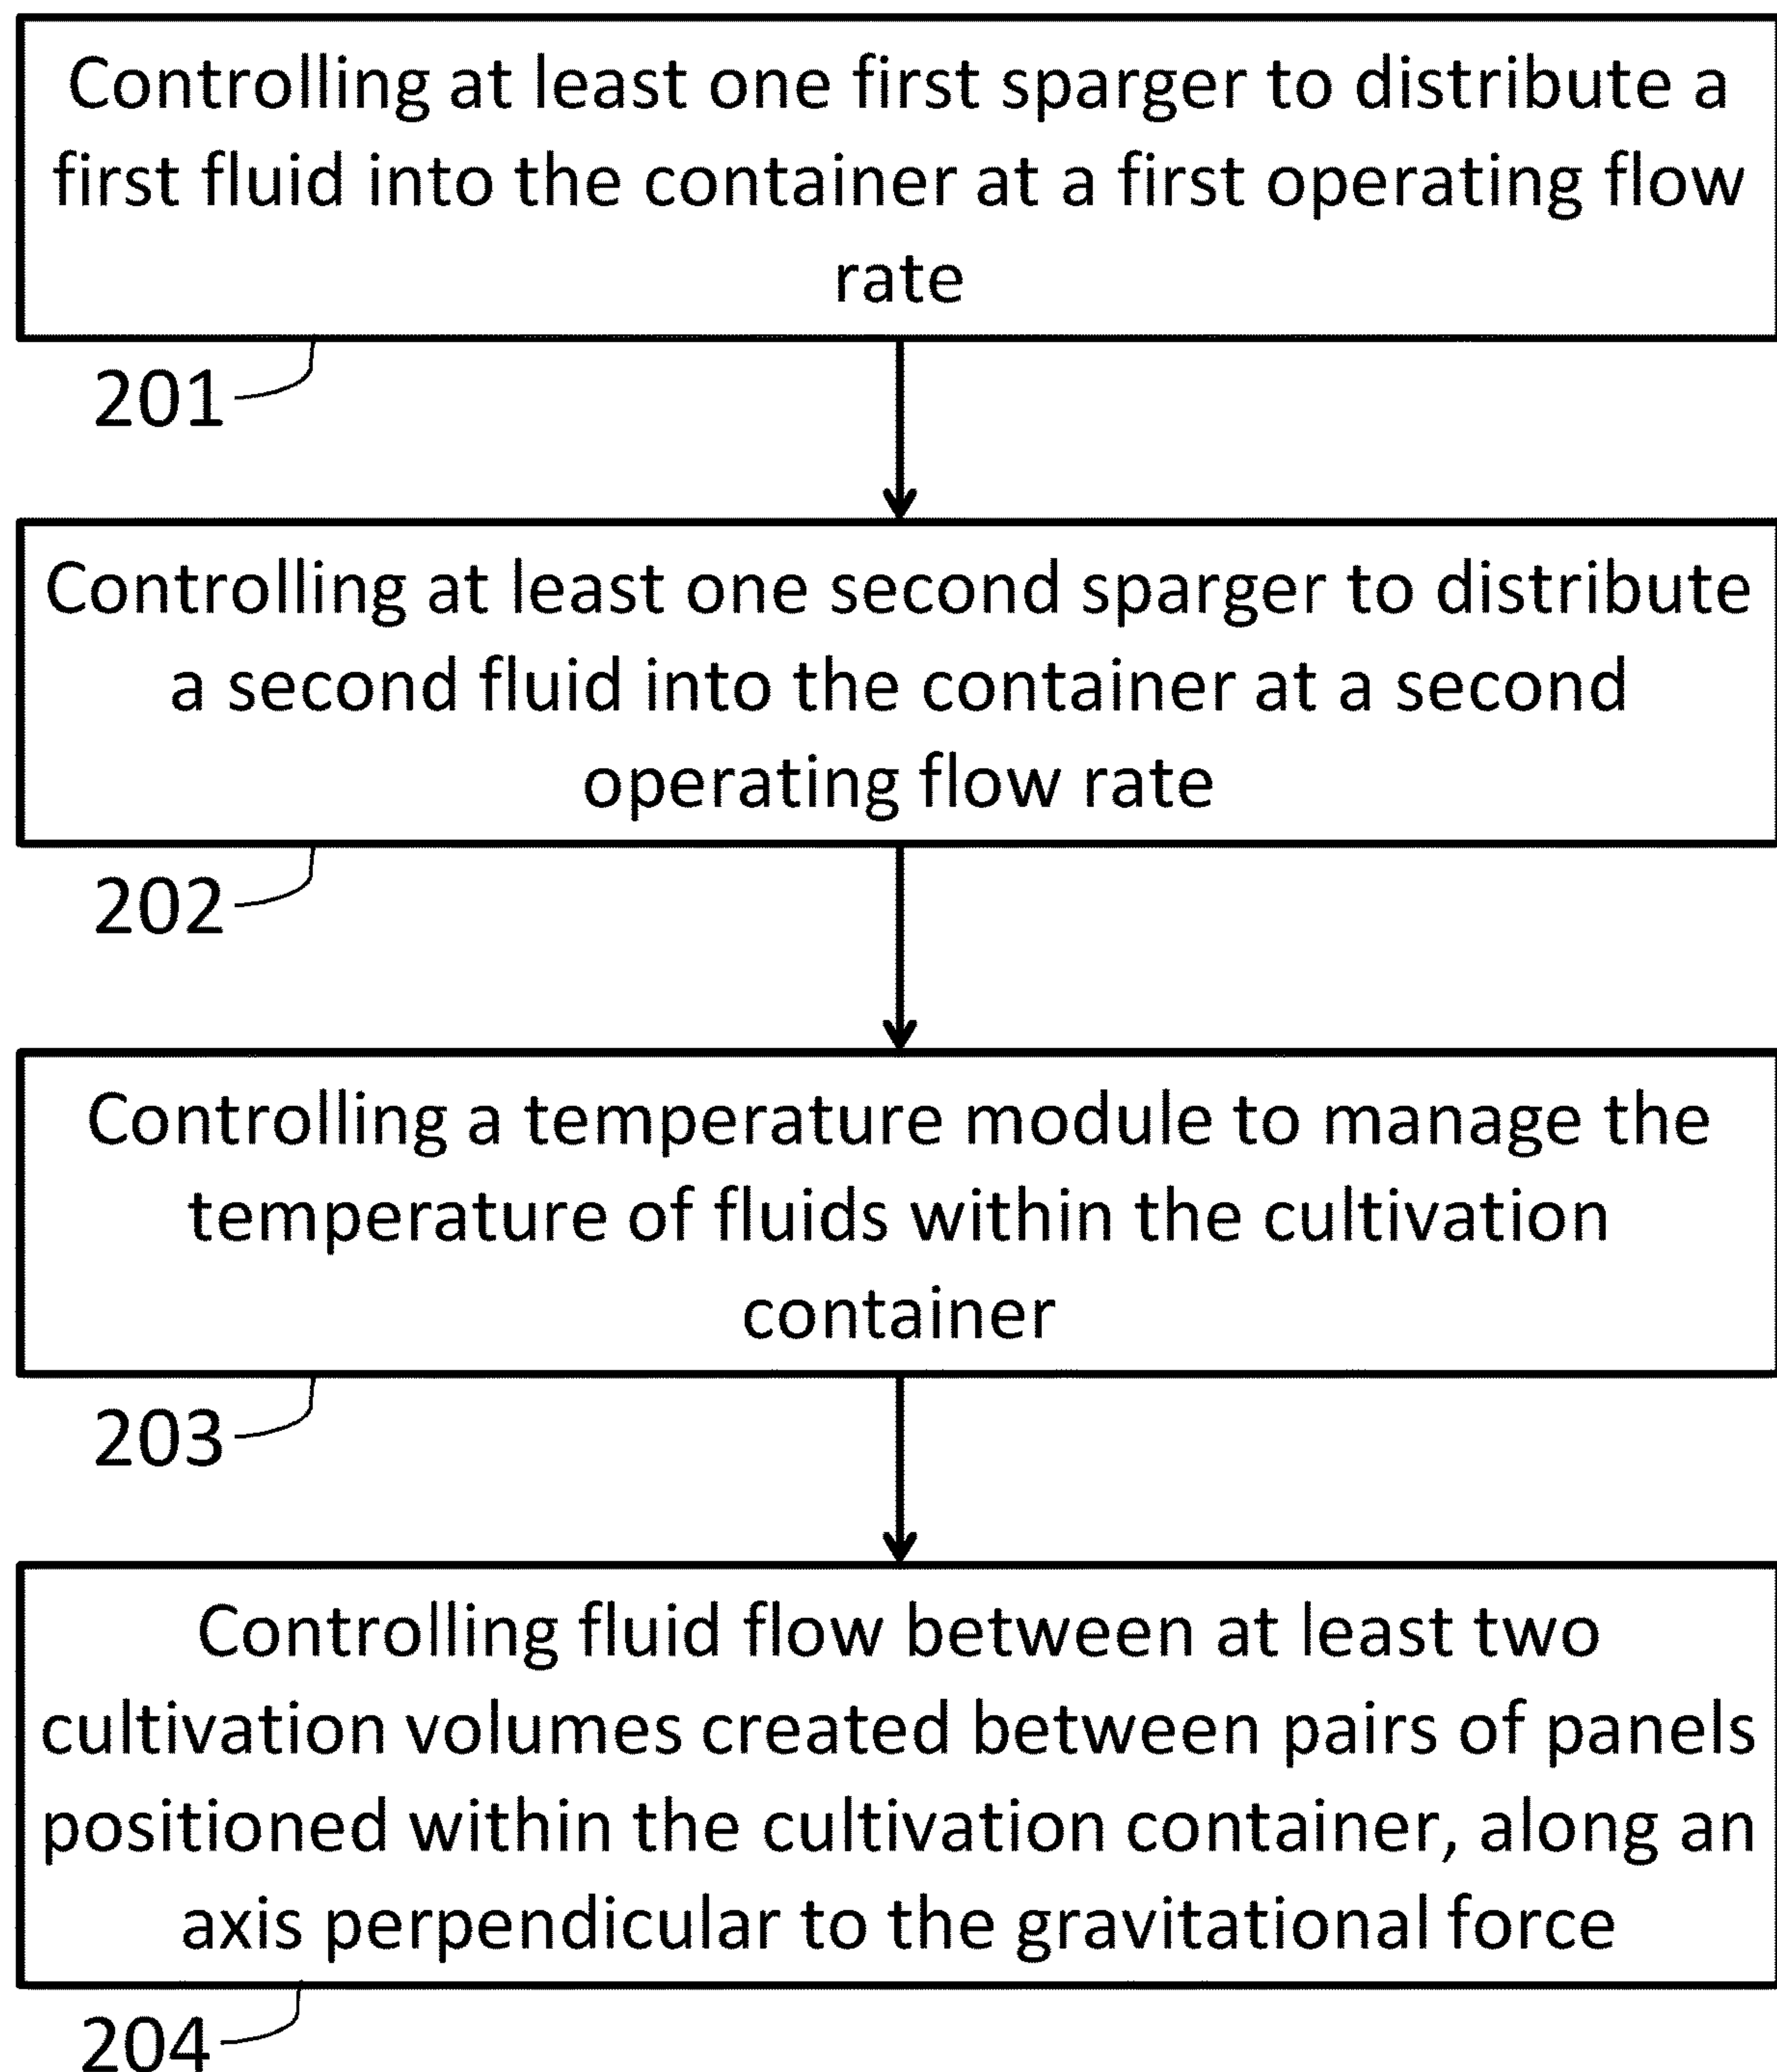 Controlling at least one first sparger to distribute a
first fluid into the container at a first operating flow
rate
201
Controlling at least one second sparger to distribute
a second fluid into the container at a second
operating flow rate
202
Controlling a temperature module to manage the
temperature of fluids within the cultivation
container
203
Controlling fluid flow between at least two
cultivation volumes created between pairs of panels
positioned within the cultivation container, along an
axis perpendicular to the gravitational force
204